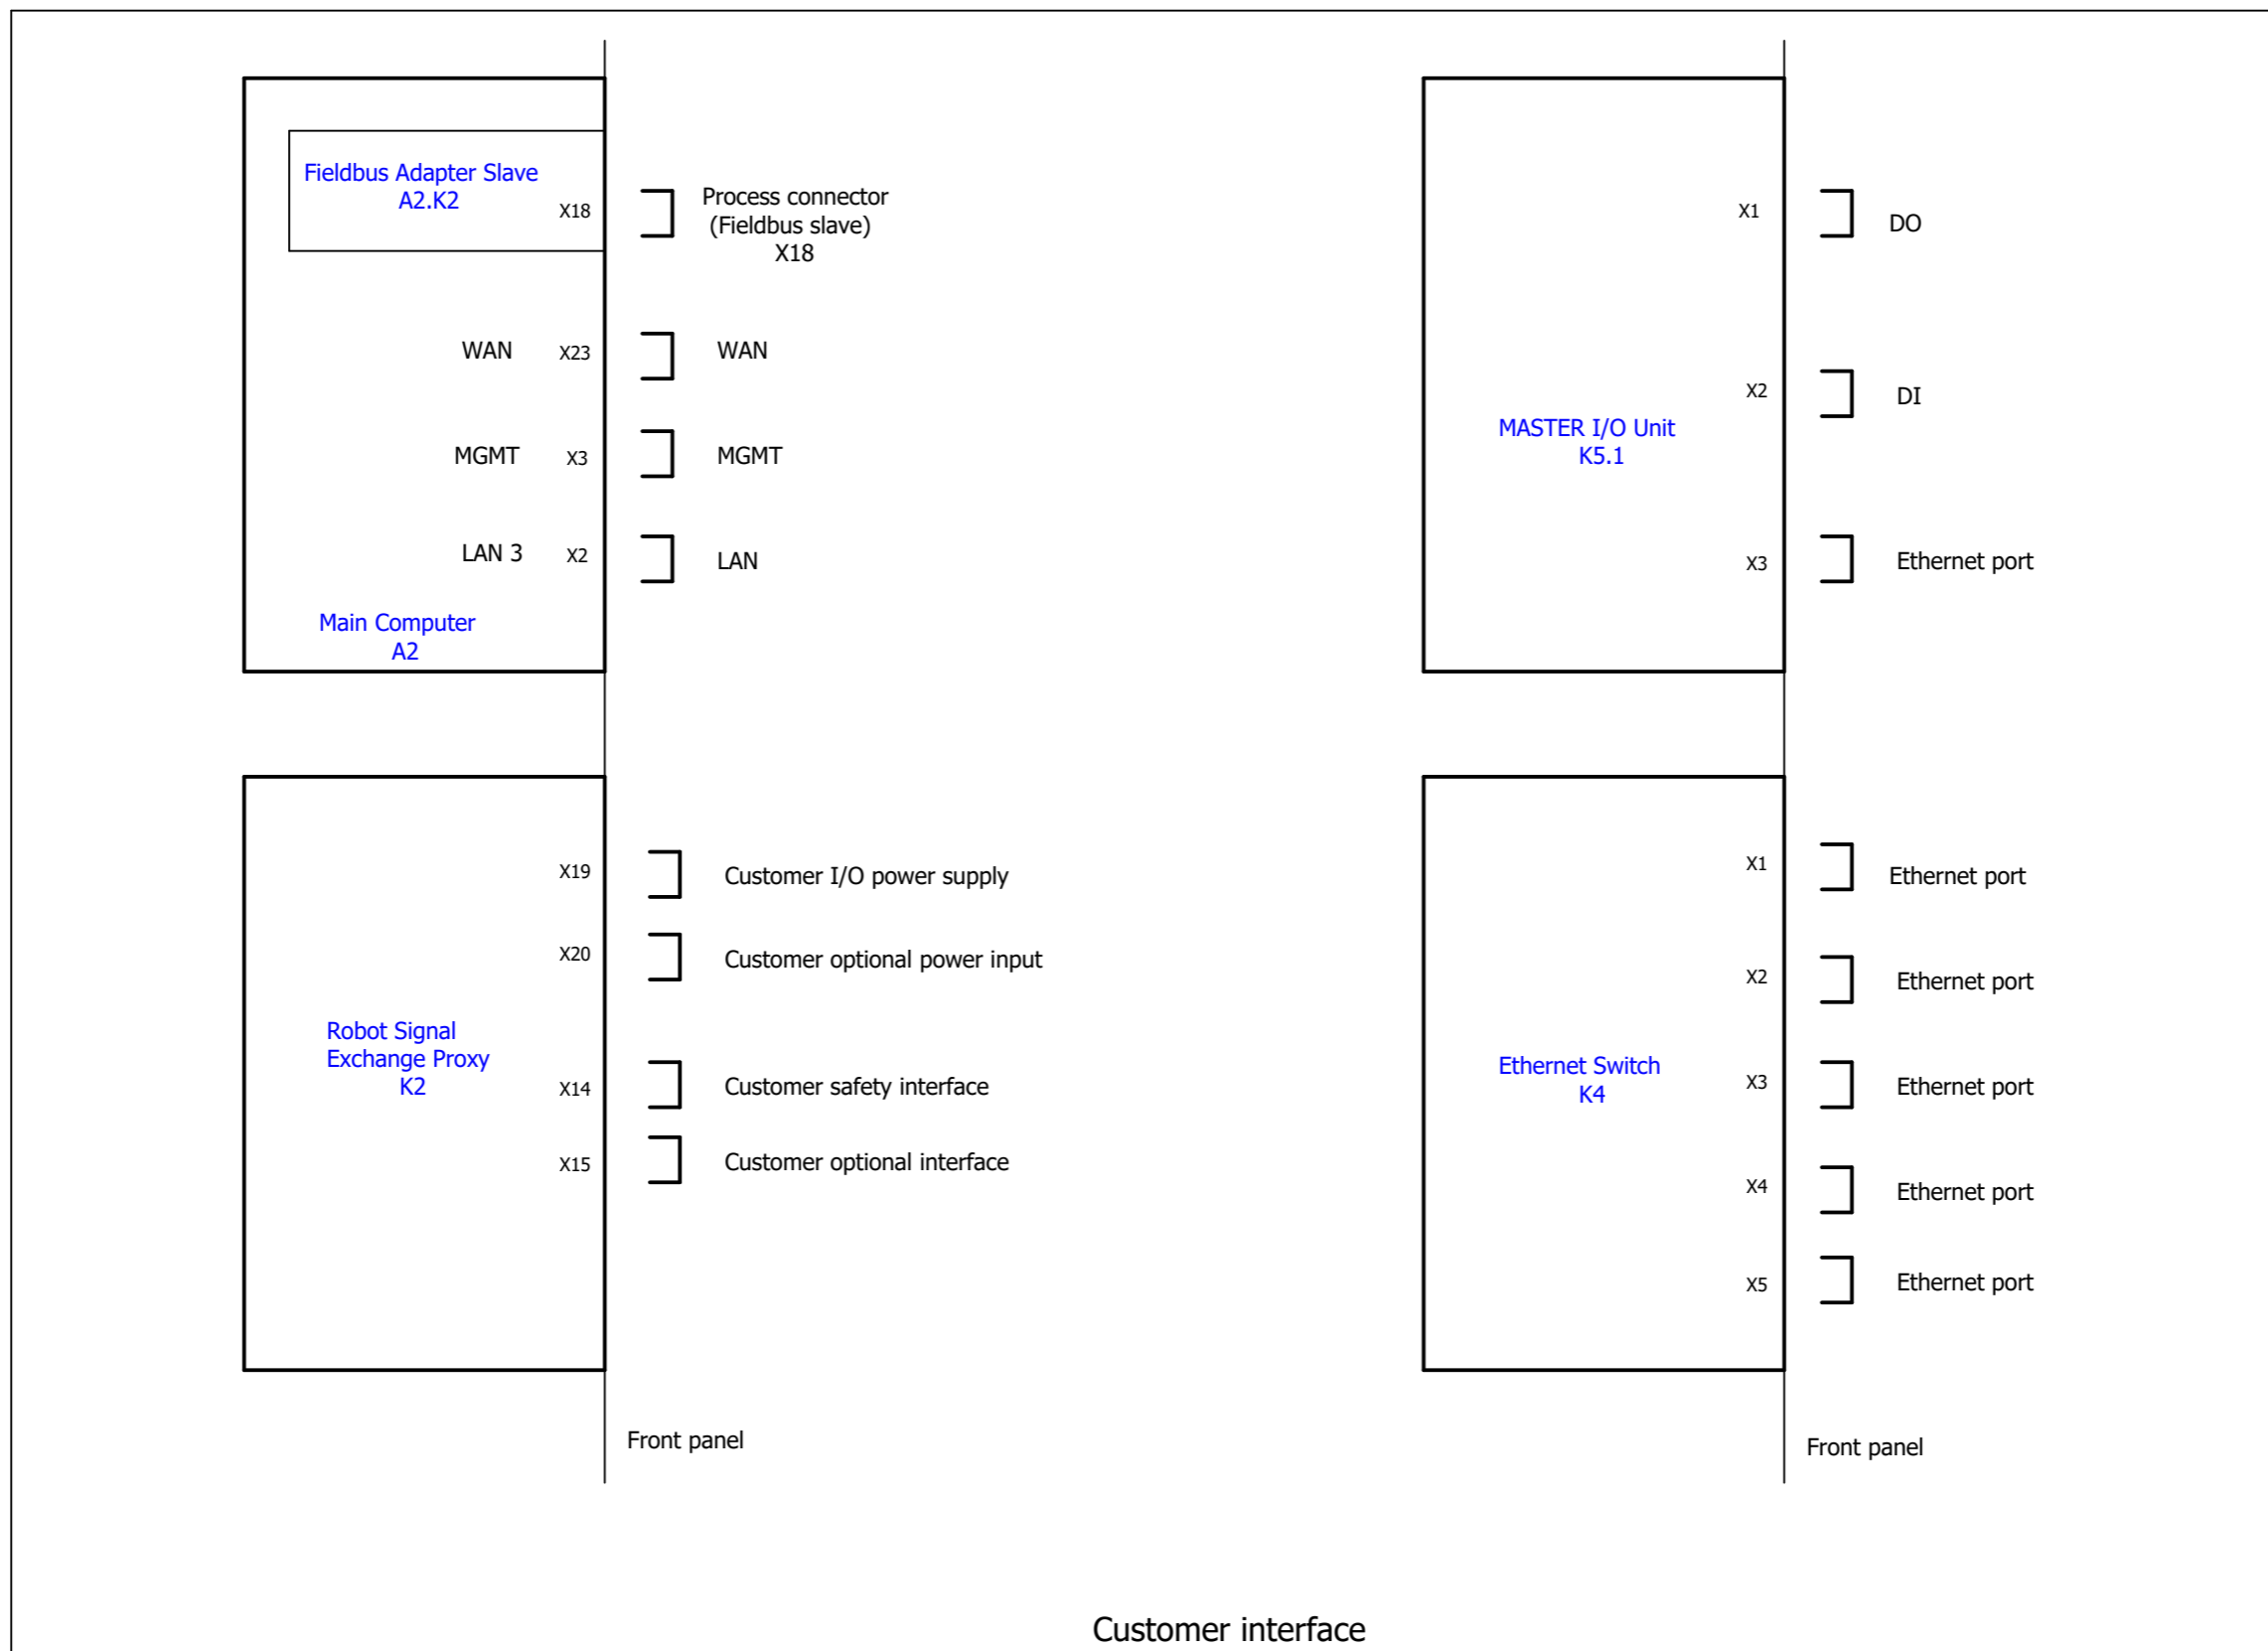 Fieldbus Adapter Slave
A2.K2
X18
Process connector
(Fieldbus slave)
X18
WAN X23 WAN
MGMT X3 MGMT
LAN 3 X2 LAN
Main Computer
A2
X1 DO
X2 DI
MASTER I/O Unit
K5.1
X3 Ethernet port
X19 Customer I/O power supply
X20 Customer optional power input
Robot Signal
Exchange Proxy
K2
X14 Customer safety interface
X15 Customer optional interface
Front panel
X1 Ethernet port
X2 Ethernet port
Ethernet Switch
K4
X3 Ethernet port
X4 Ethernet port
X5 Ethernet port
Front panel
Customer interface